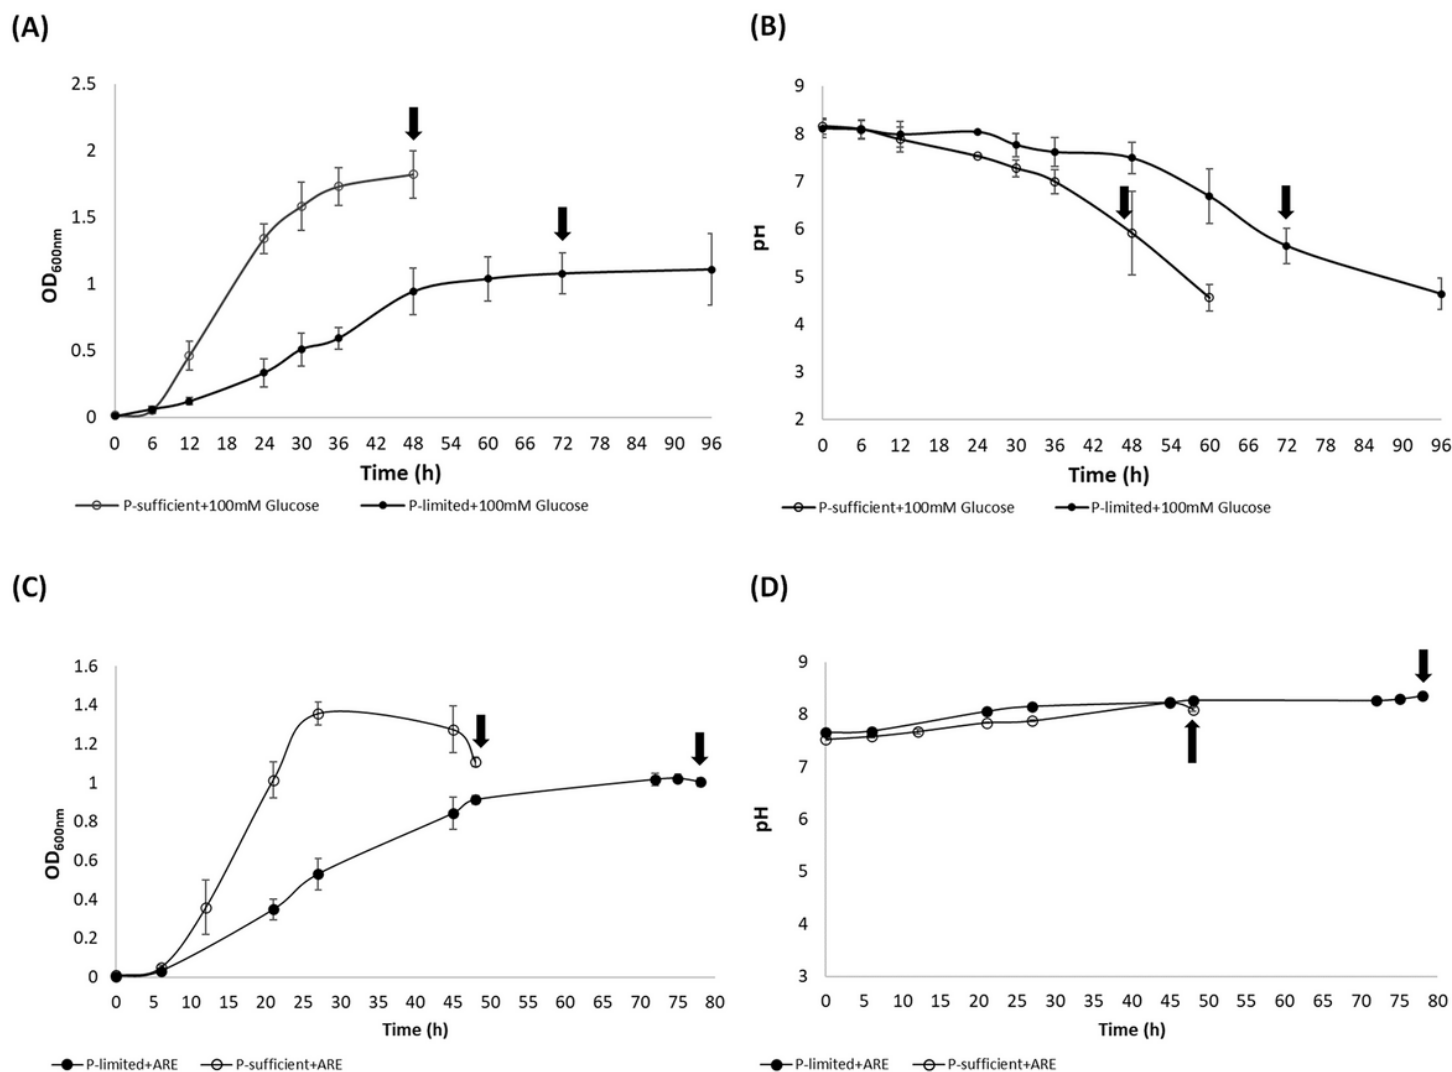 (A)
2.5
2
1.5
1
0.5
0
OD600nm
0 6 12 18 24 30 36 42 48 54 60 66 72 78 84 90 96
Time (h)
P-sufficient+100mM Glucose P-limited+100mM Glucose
(B)
9
8
7
6
5
4
3
2
pH
0 6 12 18 24 30 36 42 48 54 60 66 72 78 84 90 96
Time (h)
P-sufficient+100mM Glucose P-limited+100mM Glucose
(C)
1.6
1.4
1.2
1
0.8
0.6
0.4
0.2
0
OD600nm
0 5 10 15 20 25 30 35 40 45 50 55 60 65 70 75 80
Time (h)
P-limited+ARE P-sufficient+ARE
(D)
9
8
7
6
5
4
3
pH
0 5 10 15 20 25 30 35 40 45 50 55 60 65 70 75 80
Time (h)
P-limited+ARE P-sufficient+ARE